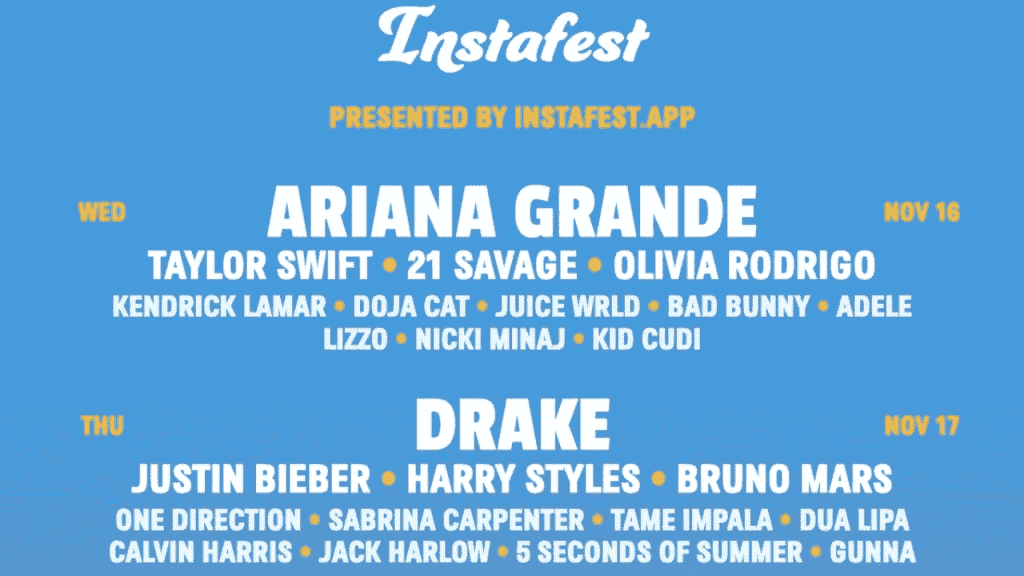 Instafest
PRESENTED BY INSTAFEST.APP
WED
ARIANA GRANDE
NOV 16
TAYLOR SWIFT • 21 SAVAGE • OLIVIA RODRIGO
KENDRICK LAMAR • DOJA CAT • JUICE WRLD • BAD BUNNY • ADELE
LIZZO • NICKI MINAJ • KID CUDI
THU
DRAKE
NOV 17
JUSTIN BIEBER • HARRY STYLES • BRUNO MARS
ONE DIRECTION • SABRINA CARPENTER • TAME IMPALA • DUA LIPA
CALVIN HARRIS • JACK HARLOW • 5 SECONDS OF SUMMER • GUNNA